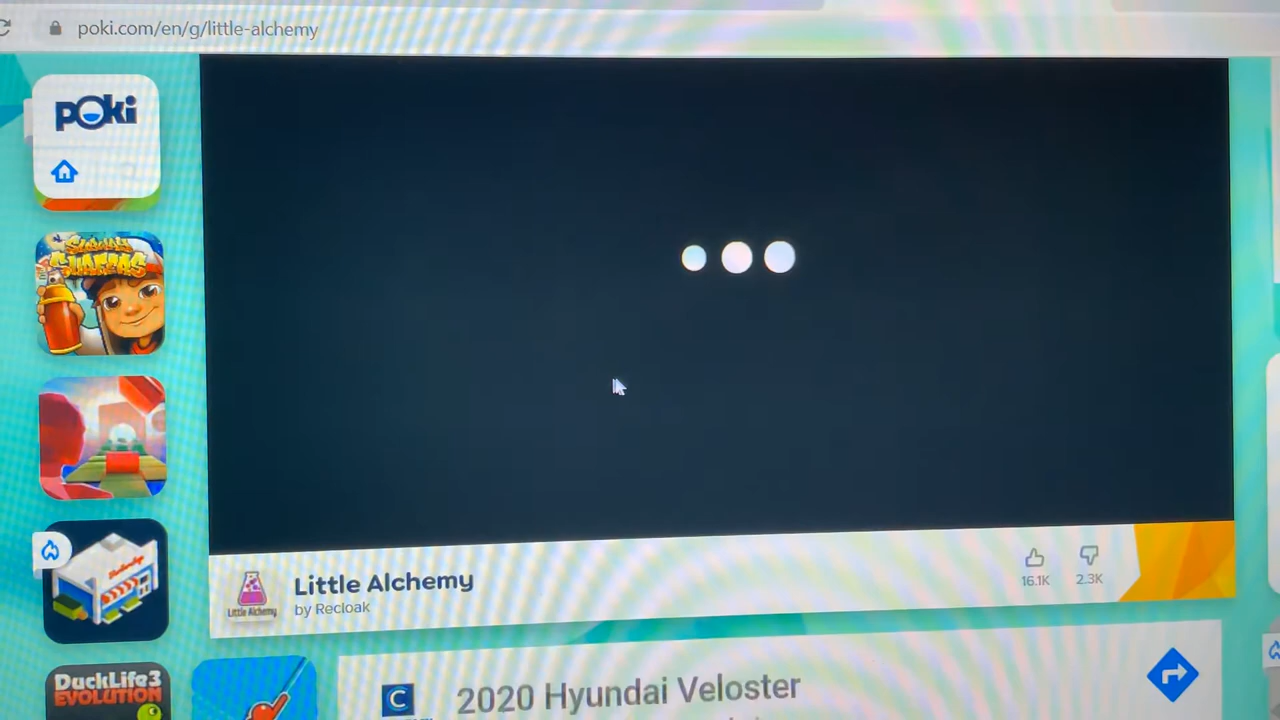 poki.com/en/g/little-alchemy
poki
SUBWAY
SURFERS
Little Alchemy
Little Alchemy
by Recloak
16.1K
2.3K
DuckLife3
EVOLUTION
C
2020 Hyundai Veloster